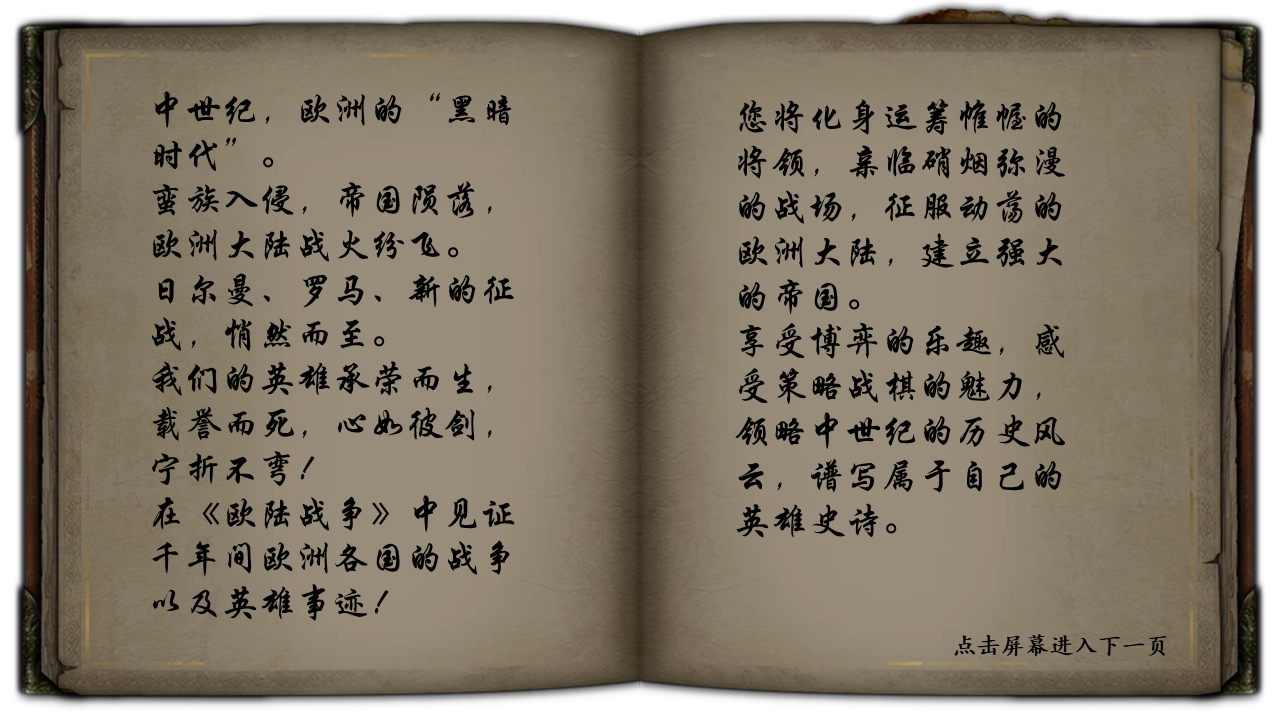 中世纪，欧洲的“黑暗
时代”。
蛮族入侵，帝国陨落，
欧洲大陆战火纷飞。
日尔曼、罗马、新的征
战，悄然而至。
我们的英雄承荣而生，
载誉而死，心如彼剑，
宁折不弯！
在《欧陆战争》中见证
千年间欧洲各国的战争
以及英雄事迹！
您将化身运筹帷幄的
将领，亲临硝烟弥漫
的战场，征服动荡的
欧洲大陆，建立强大
的帝国。
享受博弈的乐趣，感
受策略战棋的魅力，
领略中世纪的历史风
云，谱写属于自己的
英雄史诗。
点击屏幕进入下一页